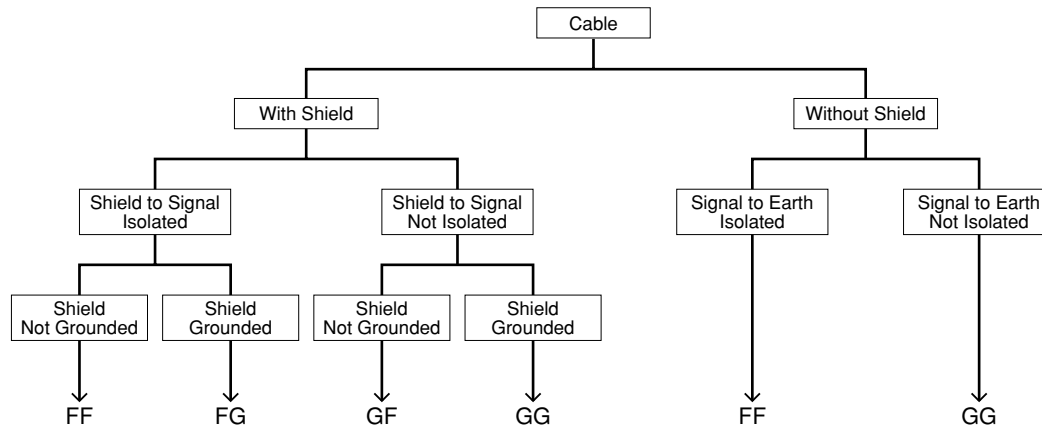 Cable
With Shield
Without Shield
Shield to Signal
Isolated
Shield to Signal
Not Isolated
Signal to Earth
Isolated
Signal to Earth
Not Isolated
Shield
Not Grounded
Shield
Grounded
Shield
Not Grounded
Shield
Grounded
FF
FG
GF
GG
FF
GG